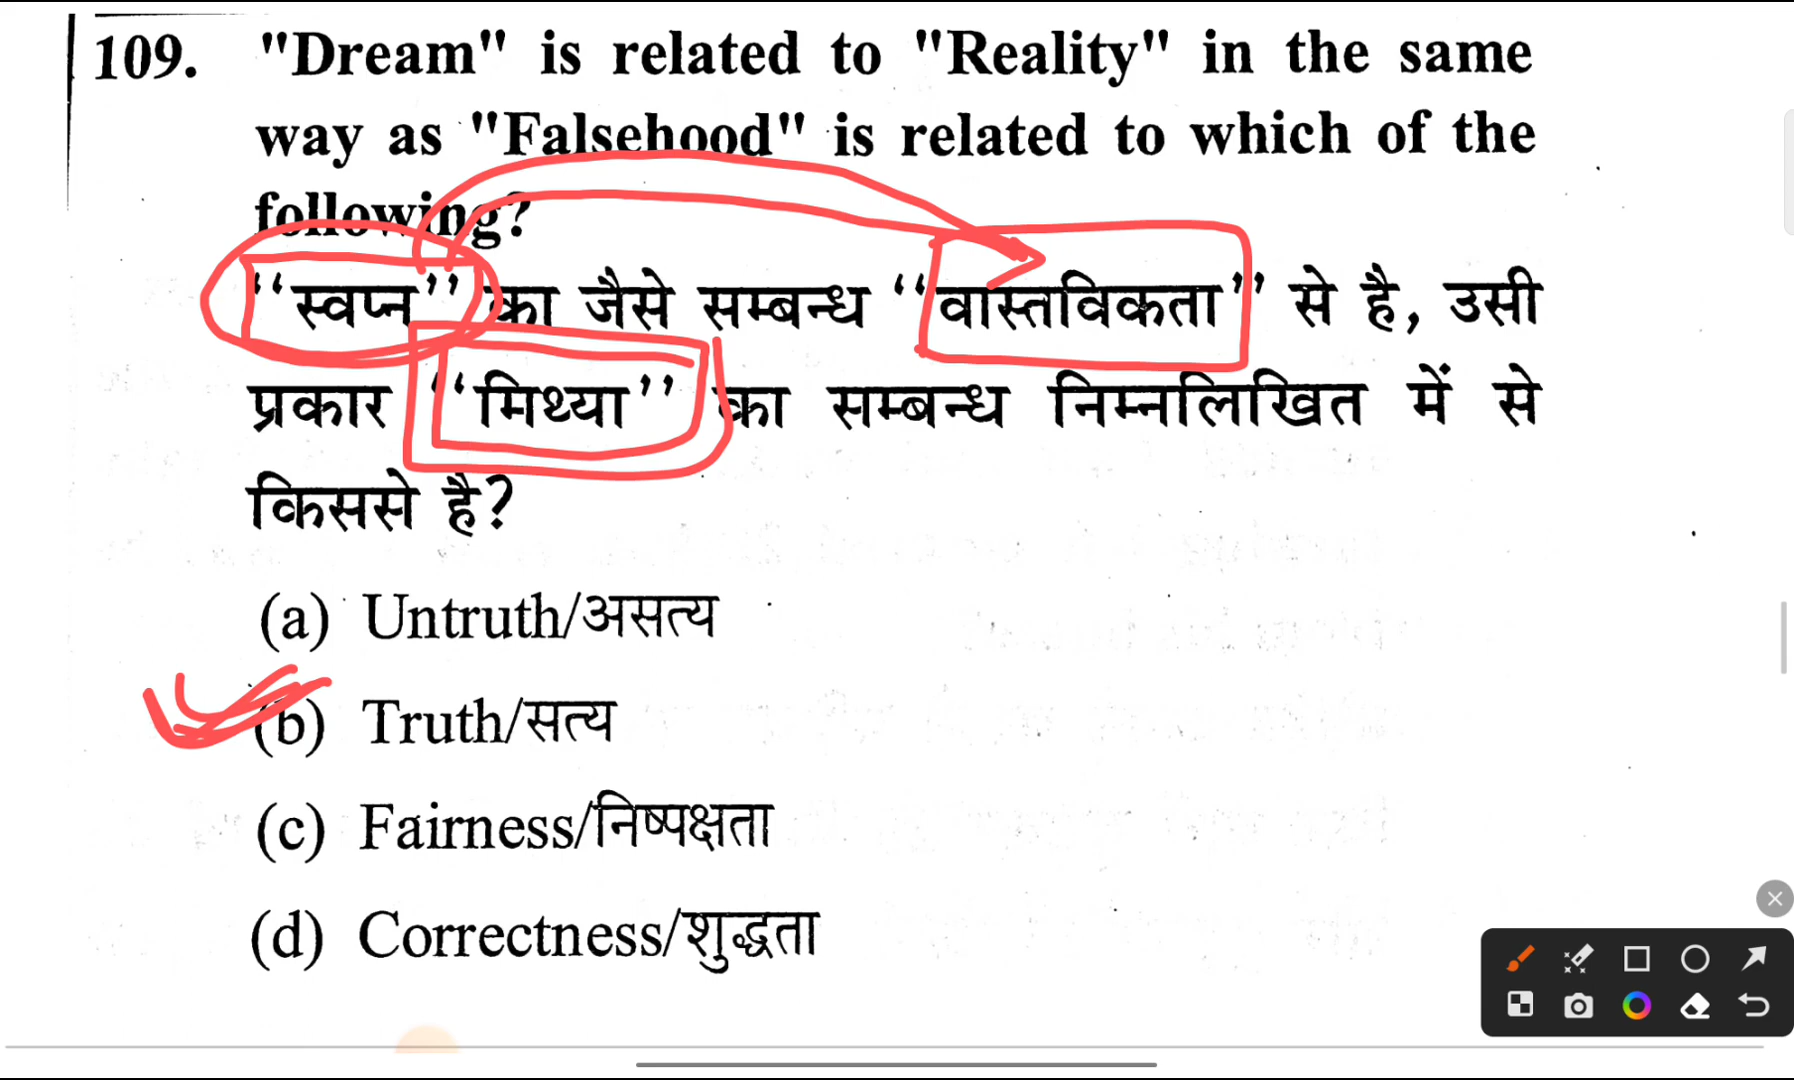 109. "Dream" is related to "Reality" in the same
way as "Falsehood" is related to which of the
following?
‘‘स्वप्न’’ का जैसे सम्बन्ध ‘‘वास्तविकता’’ से है, उसी
प्रकार ‘‘मिथ्या’’ का सम्बन्ध निम्नलिखित में से
किससे है?
(a) Untruth/असत्य
(b) Truth/सत्य
(c) Fairness/निष्पक्षता
(d) Correctness/शुद्धता